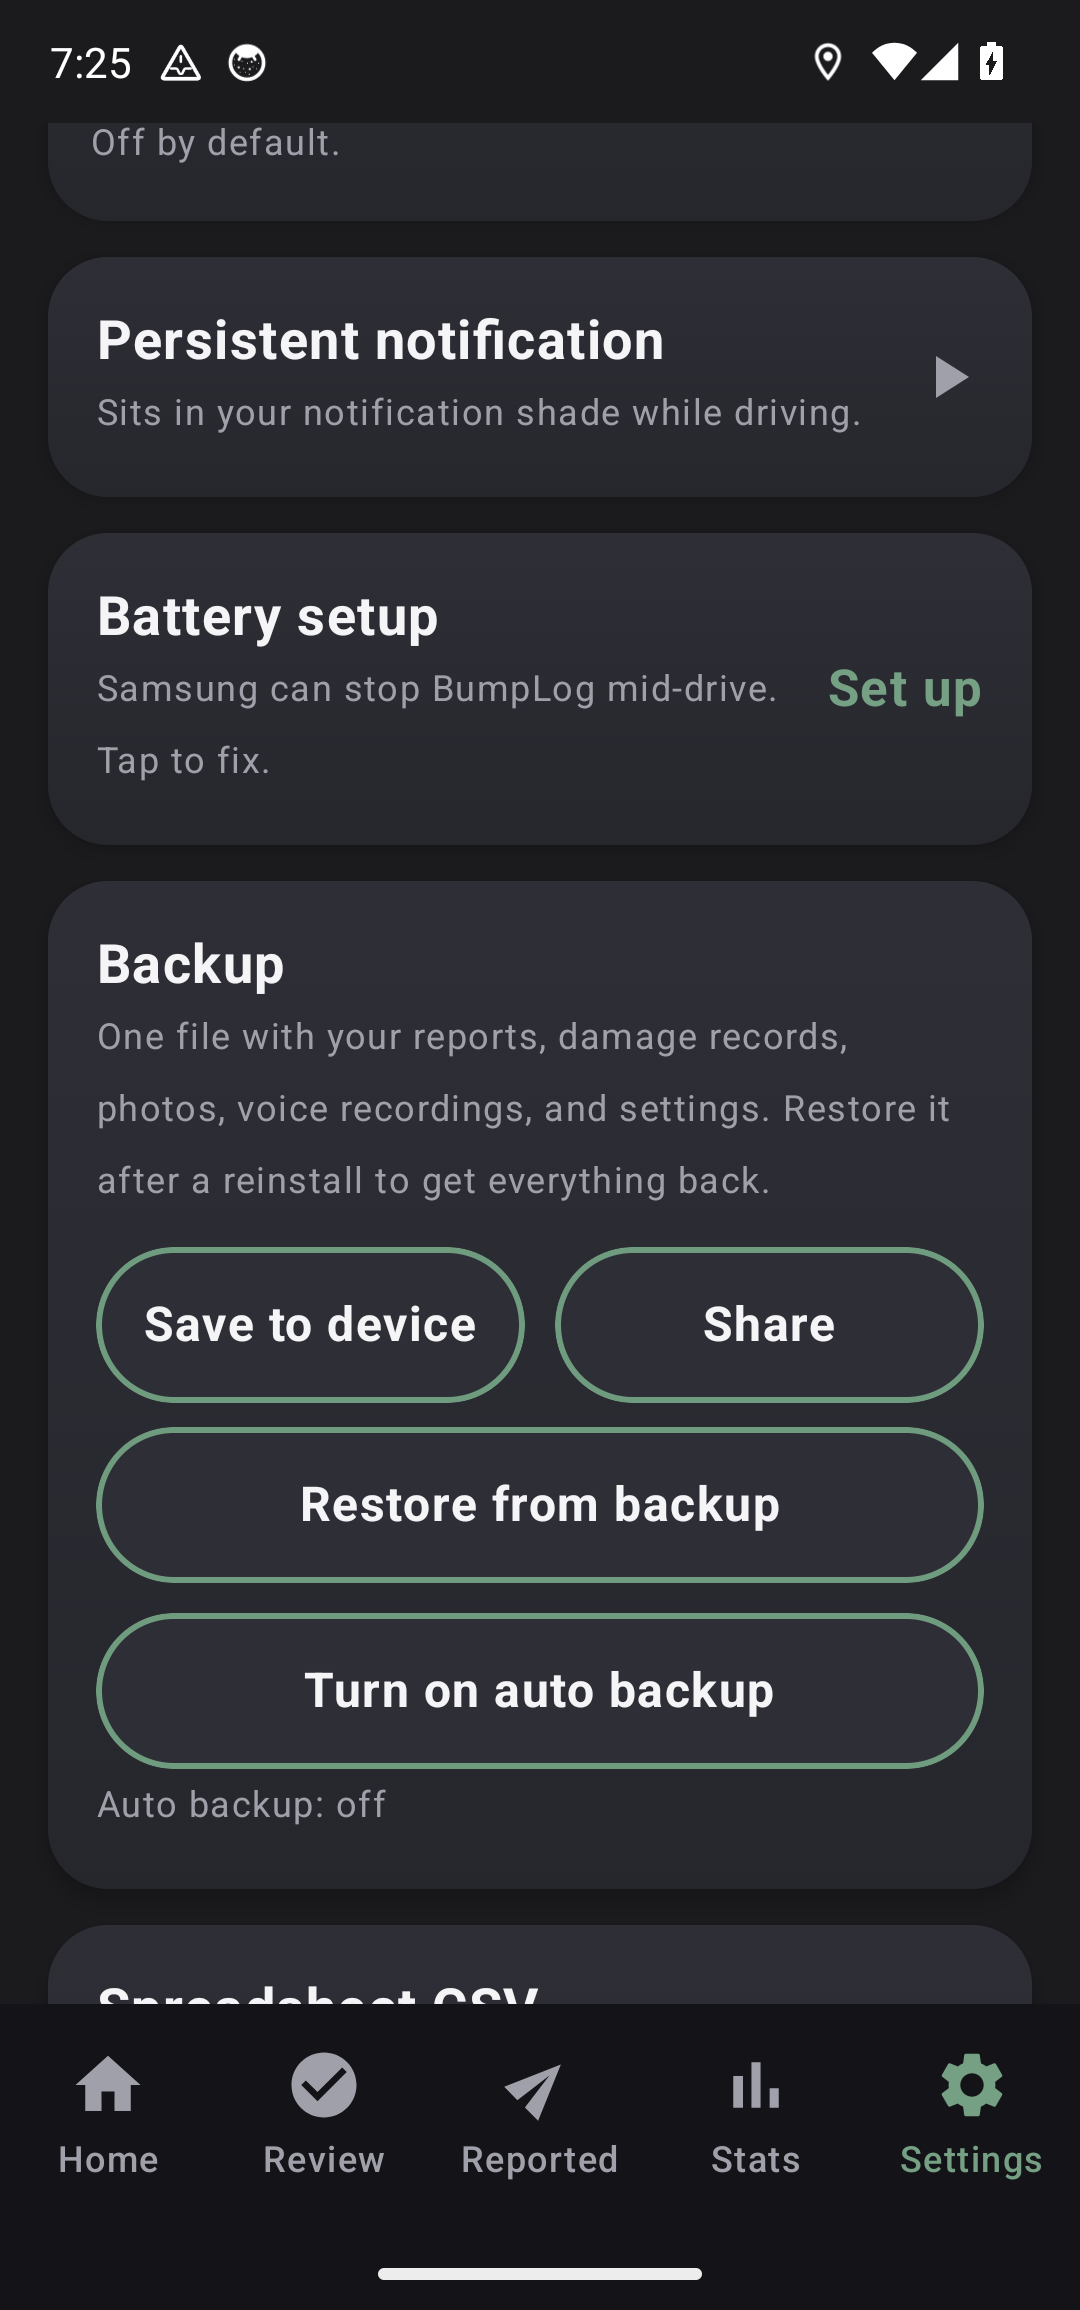 7:25
Off by default.
Persistent notification
Sits in your notification shade while driving.
Battery setup
Samsung can stop BumpLog mid-drive.
Tap to fix.
Set up
Backup
One file with your reports, damage records,
photos, voice recordings, and settings. Restore it
after a reinstall to get everything back.
Save to device
Share
Restore from backup
Turn on auto backup
Auto backup: off
Spreadsheet CSV
Home
Review
Reported
Stats
Settings